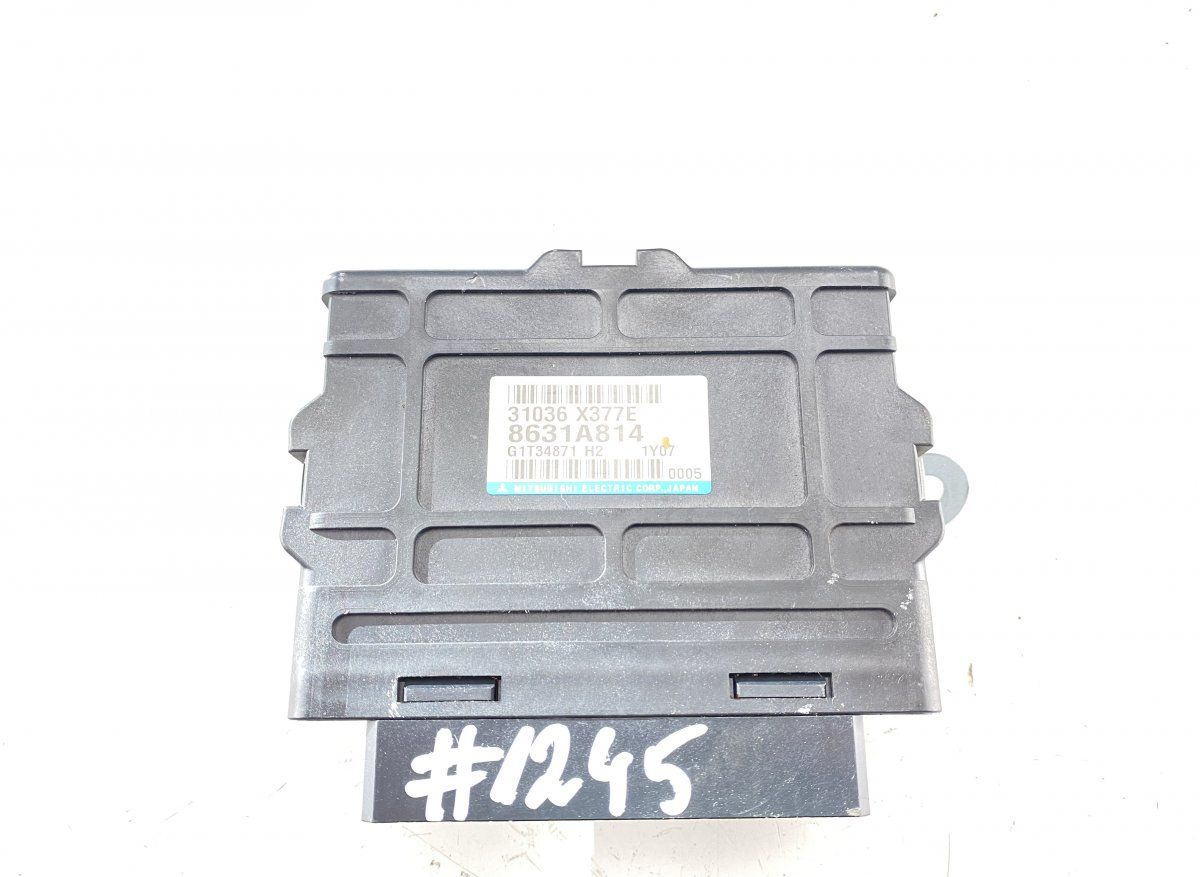 31036 X377E
8631A814
G1T34871 H2 1Y07
0005
MITSUBISHI ELECTRIC CORP. JAPAN
#1245